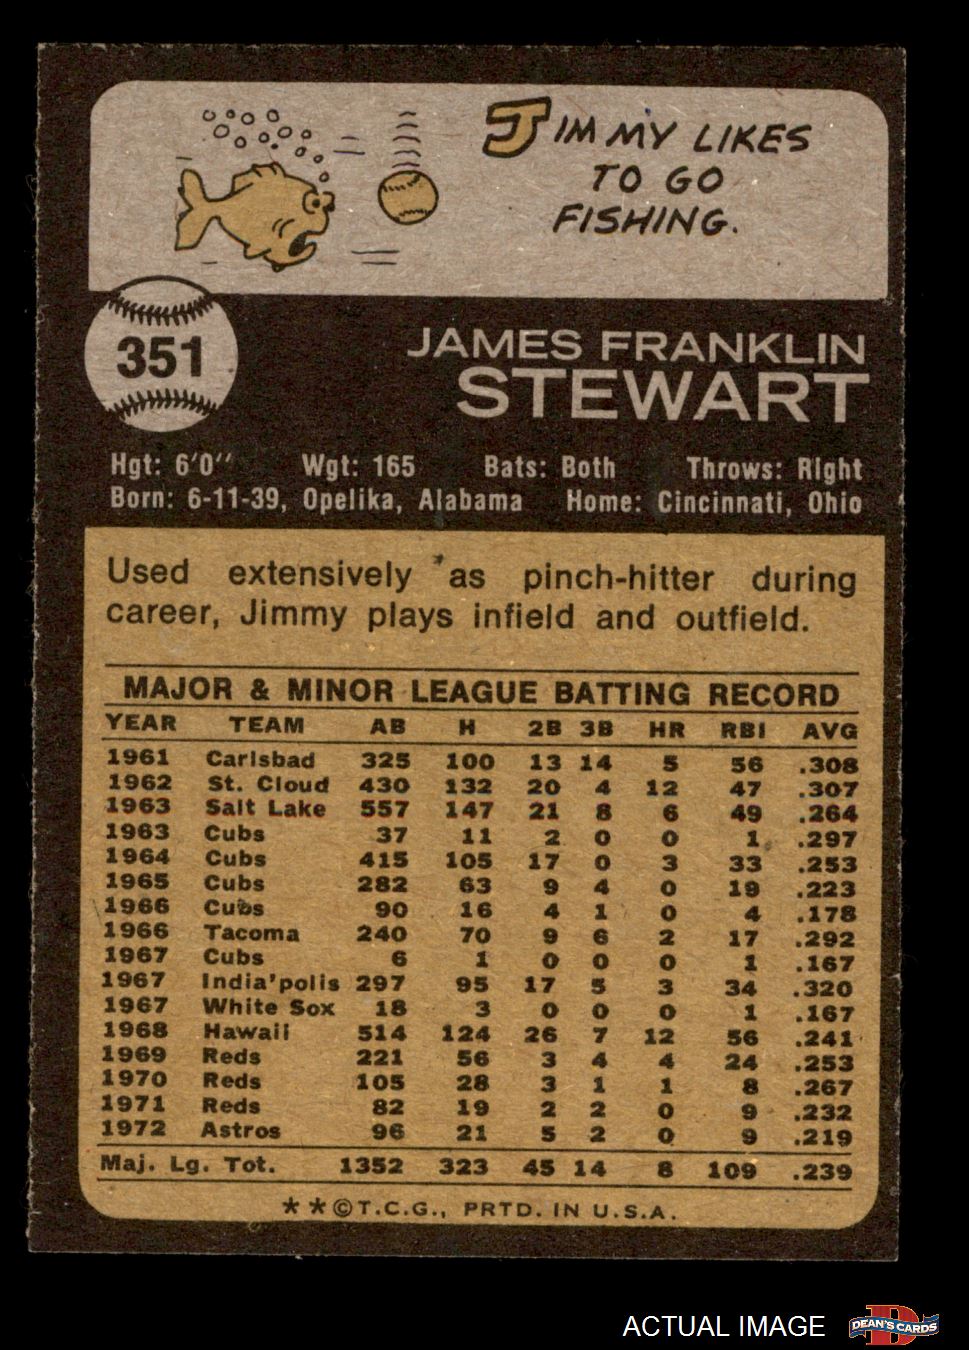 JIMMY LIKES
TO GO
FISHING.
351
JAMES FRANKLIN
STEWART
Hgt: 6'0" Wgt: 165 Bats: Both Throws: Right
Born: 6-11-39, Opelika, Alabama Home: Cincinnati, Ohio
Used extensively as pinch-hitter during
career, Jimmy plays infield and outfield.
MAJOR & MINOR LEAGUE BATTING RECORD
YEAR TEAM AB H 2B 3B HR RBI AVG
1961 Carlsbad 325 100 13 14 5 56 .308
1962 St. Cloud 430 132 20 4 12 47 .307
1963 Salt Lake 557 147 21 8 6 49 .264
1963 Cubs 37 11 2 0 0 1 .297
1964 Cubs 415 105 17 0 3 33 .253
1965 Cubs 282 63 9 4 0 19 .223
1966 Cubs 90 16 4 1 0 4 .178
1966 Tacoma 240 70 9 6 2 17 .292
1967 Cubs 6 1 0 0 0 1 .167
1967 India'polis 297 95 17 5 3 34 .320
1967 White Sox 18 3 0 0 0 1 .167
1968 Hawaii 514 124 26 7 12 56 .241
1969 Reds 221 56 3 4 4 24 .253
1970 Reds 105 28 3 1 1 8 .267
1971 Reds 82 19 2 2 0 9 .232
1972 Astros 96 21 5 2 0 9 .219
Maj. Lg. Tot. 1352 323 45 14 8 109 .239
**©T.C.G., PRTD. IN U.S.A.
ACTUAL IMAGE
D
DEAN'S CARDS